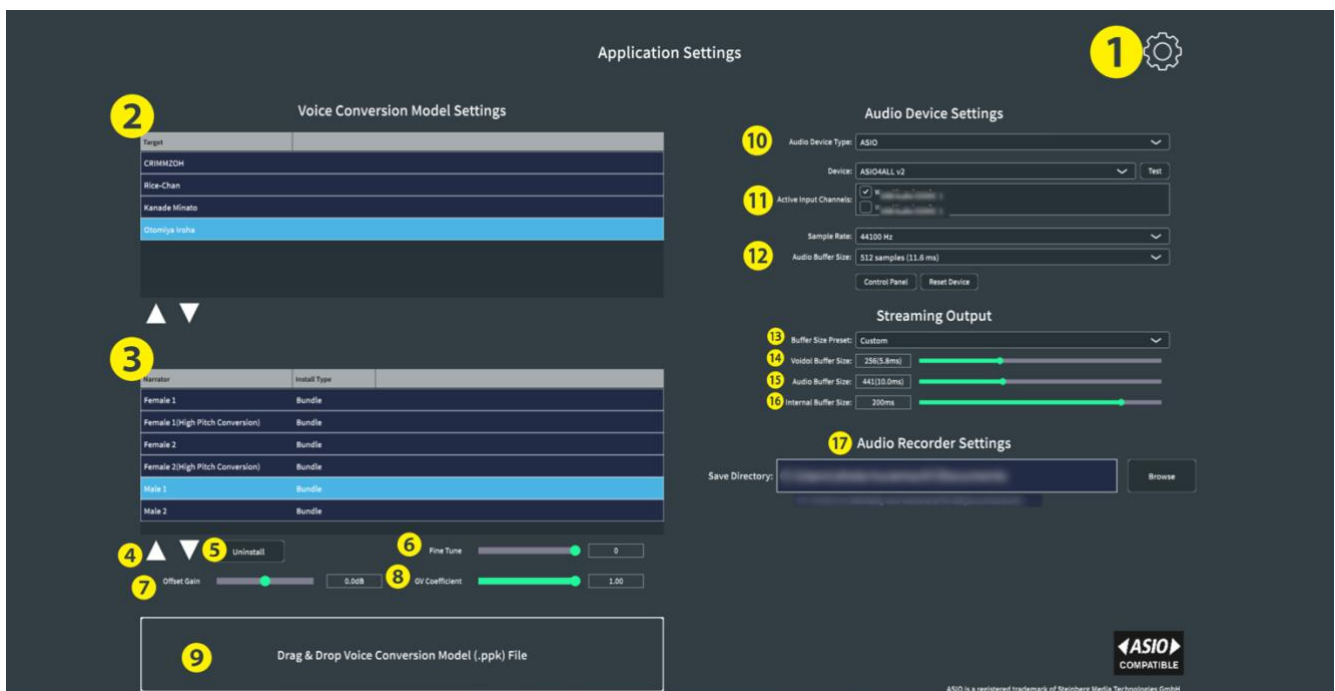 Application Settings
1
2
Voice Conversion Model Settings
Target
CRIMMZOH
Rice-Chan
Kanade Minato
Otomiya Iroha
3
Narrator Install Type
Female 1 Bundle
Female 1(High Pitch Conversion) Bundle
Female 2 Bundle
Female 2(High Pitch Conversion) Bundle
Male 1 Bundle
Male 2 Bundle
4 5 Uninstall 6 Fine Tune 0
7 Offset Gain 0.0dB 8 GV Coefficient 1.00
9 Drag & Drop Voice Conversion Model (.ppk) File
Audio Device Settings
10 Audio Device Type: ASIO
Device: ASIO4ALL v2 Test
11 Active Input Channels:
Sample Rate: 44100 Hz
12 Audio Buffer Size: 512 samples (11.6 ms)
Control Panel Reset Device
Streaming Output
13 Buffer Size Preset: Custom
14 Voidol Buffer Size: 256(5.8ms)
15 Audio Buffer Size: 441(10.0ms)
16 Internal Buffer Size: 200ms
17 Audio Recorder Settings
Save Directory: Browse
ASIO
COMPATIBLE
ASIO is a registered trademark of Steinberg Media Technologies GmbH